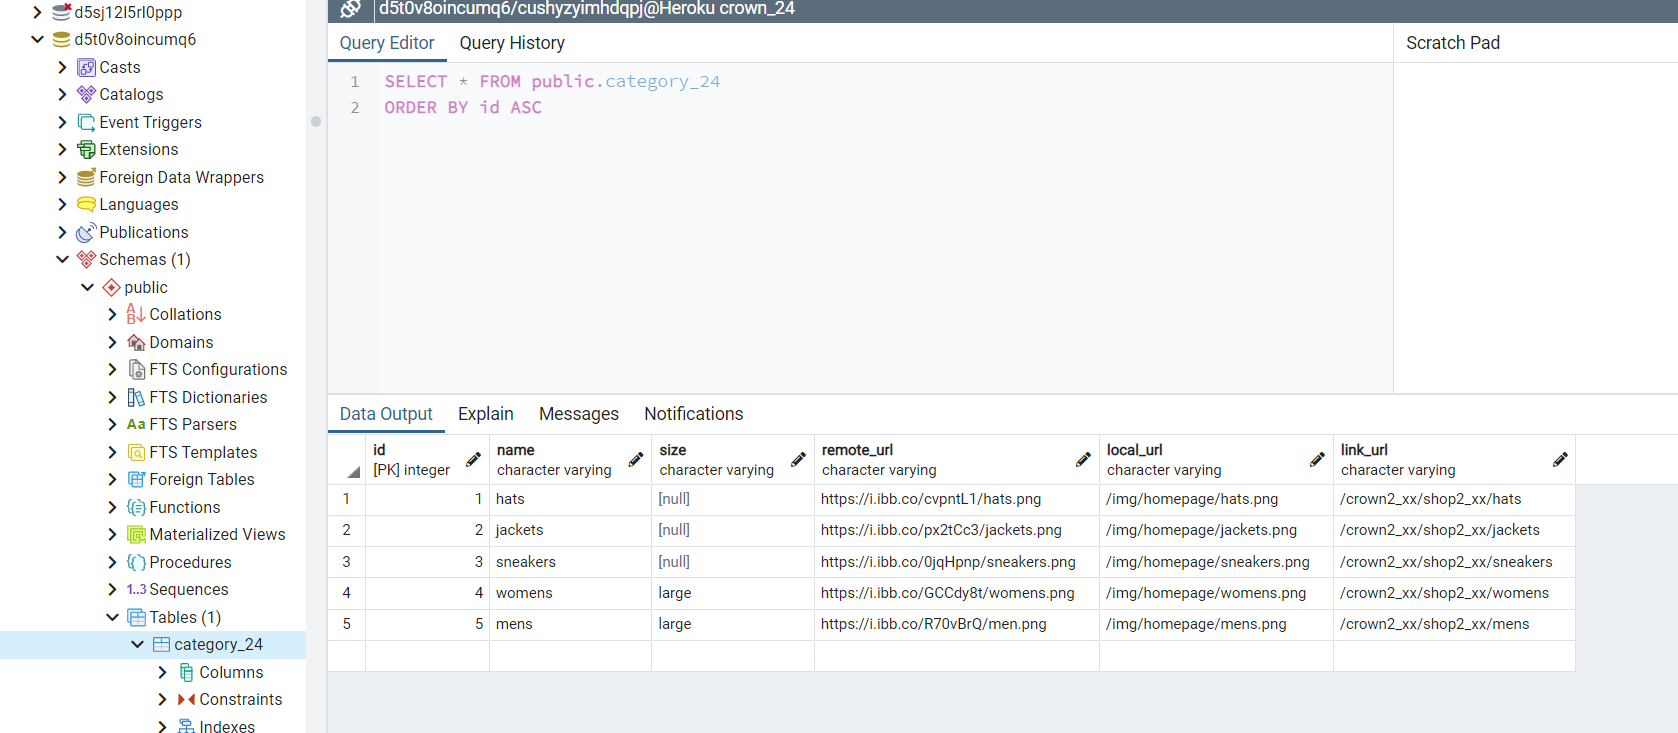 d5sj12l5rl0ppp
d5t0v8oincumq6
Casts
Catalogs
Event Triggers
Extensions
Foreign Data Wrappers
Languages
Publications
Schemas (1)
public
Collations
Domains
FTS Configurations
FTS Dictionaries
Aa FTS Parsers
FTS Templates
Foreign Tables
Functions
Materialized Views
Procedures
1..3 Sequences
Tables (1)
category_24
Columns
Constraints
Indexes
d5t0v8oincumq6/cushyzyimhdqpj@Heroku crown_24
Query Editor Query History
Scratch Pad
1 SELECT * FROM public.category_24
2 ORDER BY id ASC
Data Output Explain Messages Notifications
id name size remote_url local_url link_url
[PK] integer character varying character varying character varying character varying character varying
1 1 hats [null] https://i.ibb.co/cvpntL1/hats.png /img/homepage/hats.png /crown2_xx/shop2_xx/hats
2 2 jackets [null] https://i.ibb.co/px2tCc3/jackets.png /img/homepage/jackets.png /crown2_xx/shop2_xx/jackets
3 3 sneakers [null] https://i.ibb.co/0jqHpnp/sneakers.png /img/homepage/sneakers.png /crown2_xx/shop2_xx/sneakers
4 4 womens large https://i.ibb.co/GCCdy8t/womens.png /img/homepage/womens.png /crown2_xx/shop2_xx/womens
5 5 mens large https://i.ibb.co/R70vBrQ/men.png /img/homepage/mens.png /crown2_xx/shop2_xx/mens